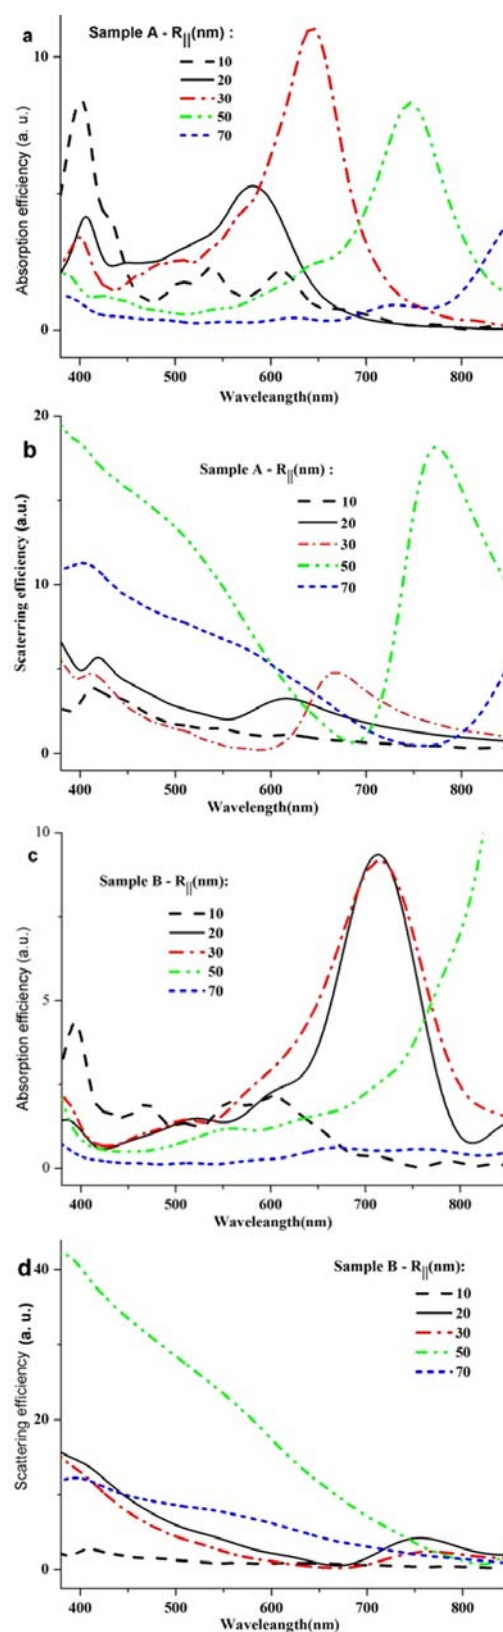 a
Sample A - R||(nm) :
10
20
30
50
70
10
0
Absorption efficiency (a. u.)
400 500 600 700 800
Waveleangth(nm)
b
Sample A - R||(nm) :
10
20
30
50
70
20
10
0
Scaterring efficiency (a.u.)
400 500 600 700 800
Wavelength(nm)
c
Sample B - R||(nm):
10
20
30
50
70
10
5
0
Absorption efficiency (a.u.)
400 500 600 700 800
Waveleangth(nm)
d
Sample B - R||(nm):
10
20
30
50
70
40
20
0
Scattering efficiency (a. u.)
400 500 600 700 800
Waveleangth(nm)